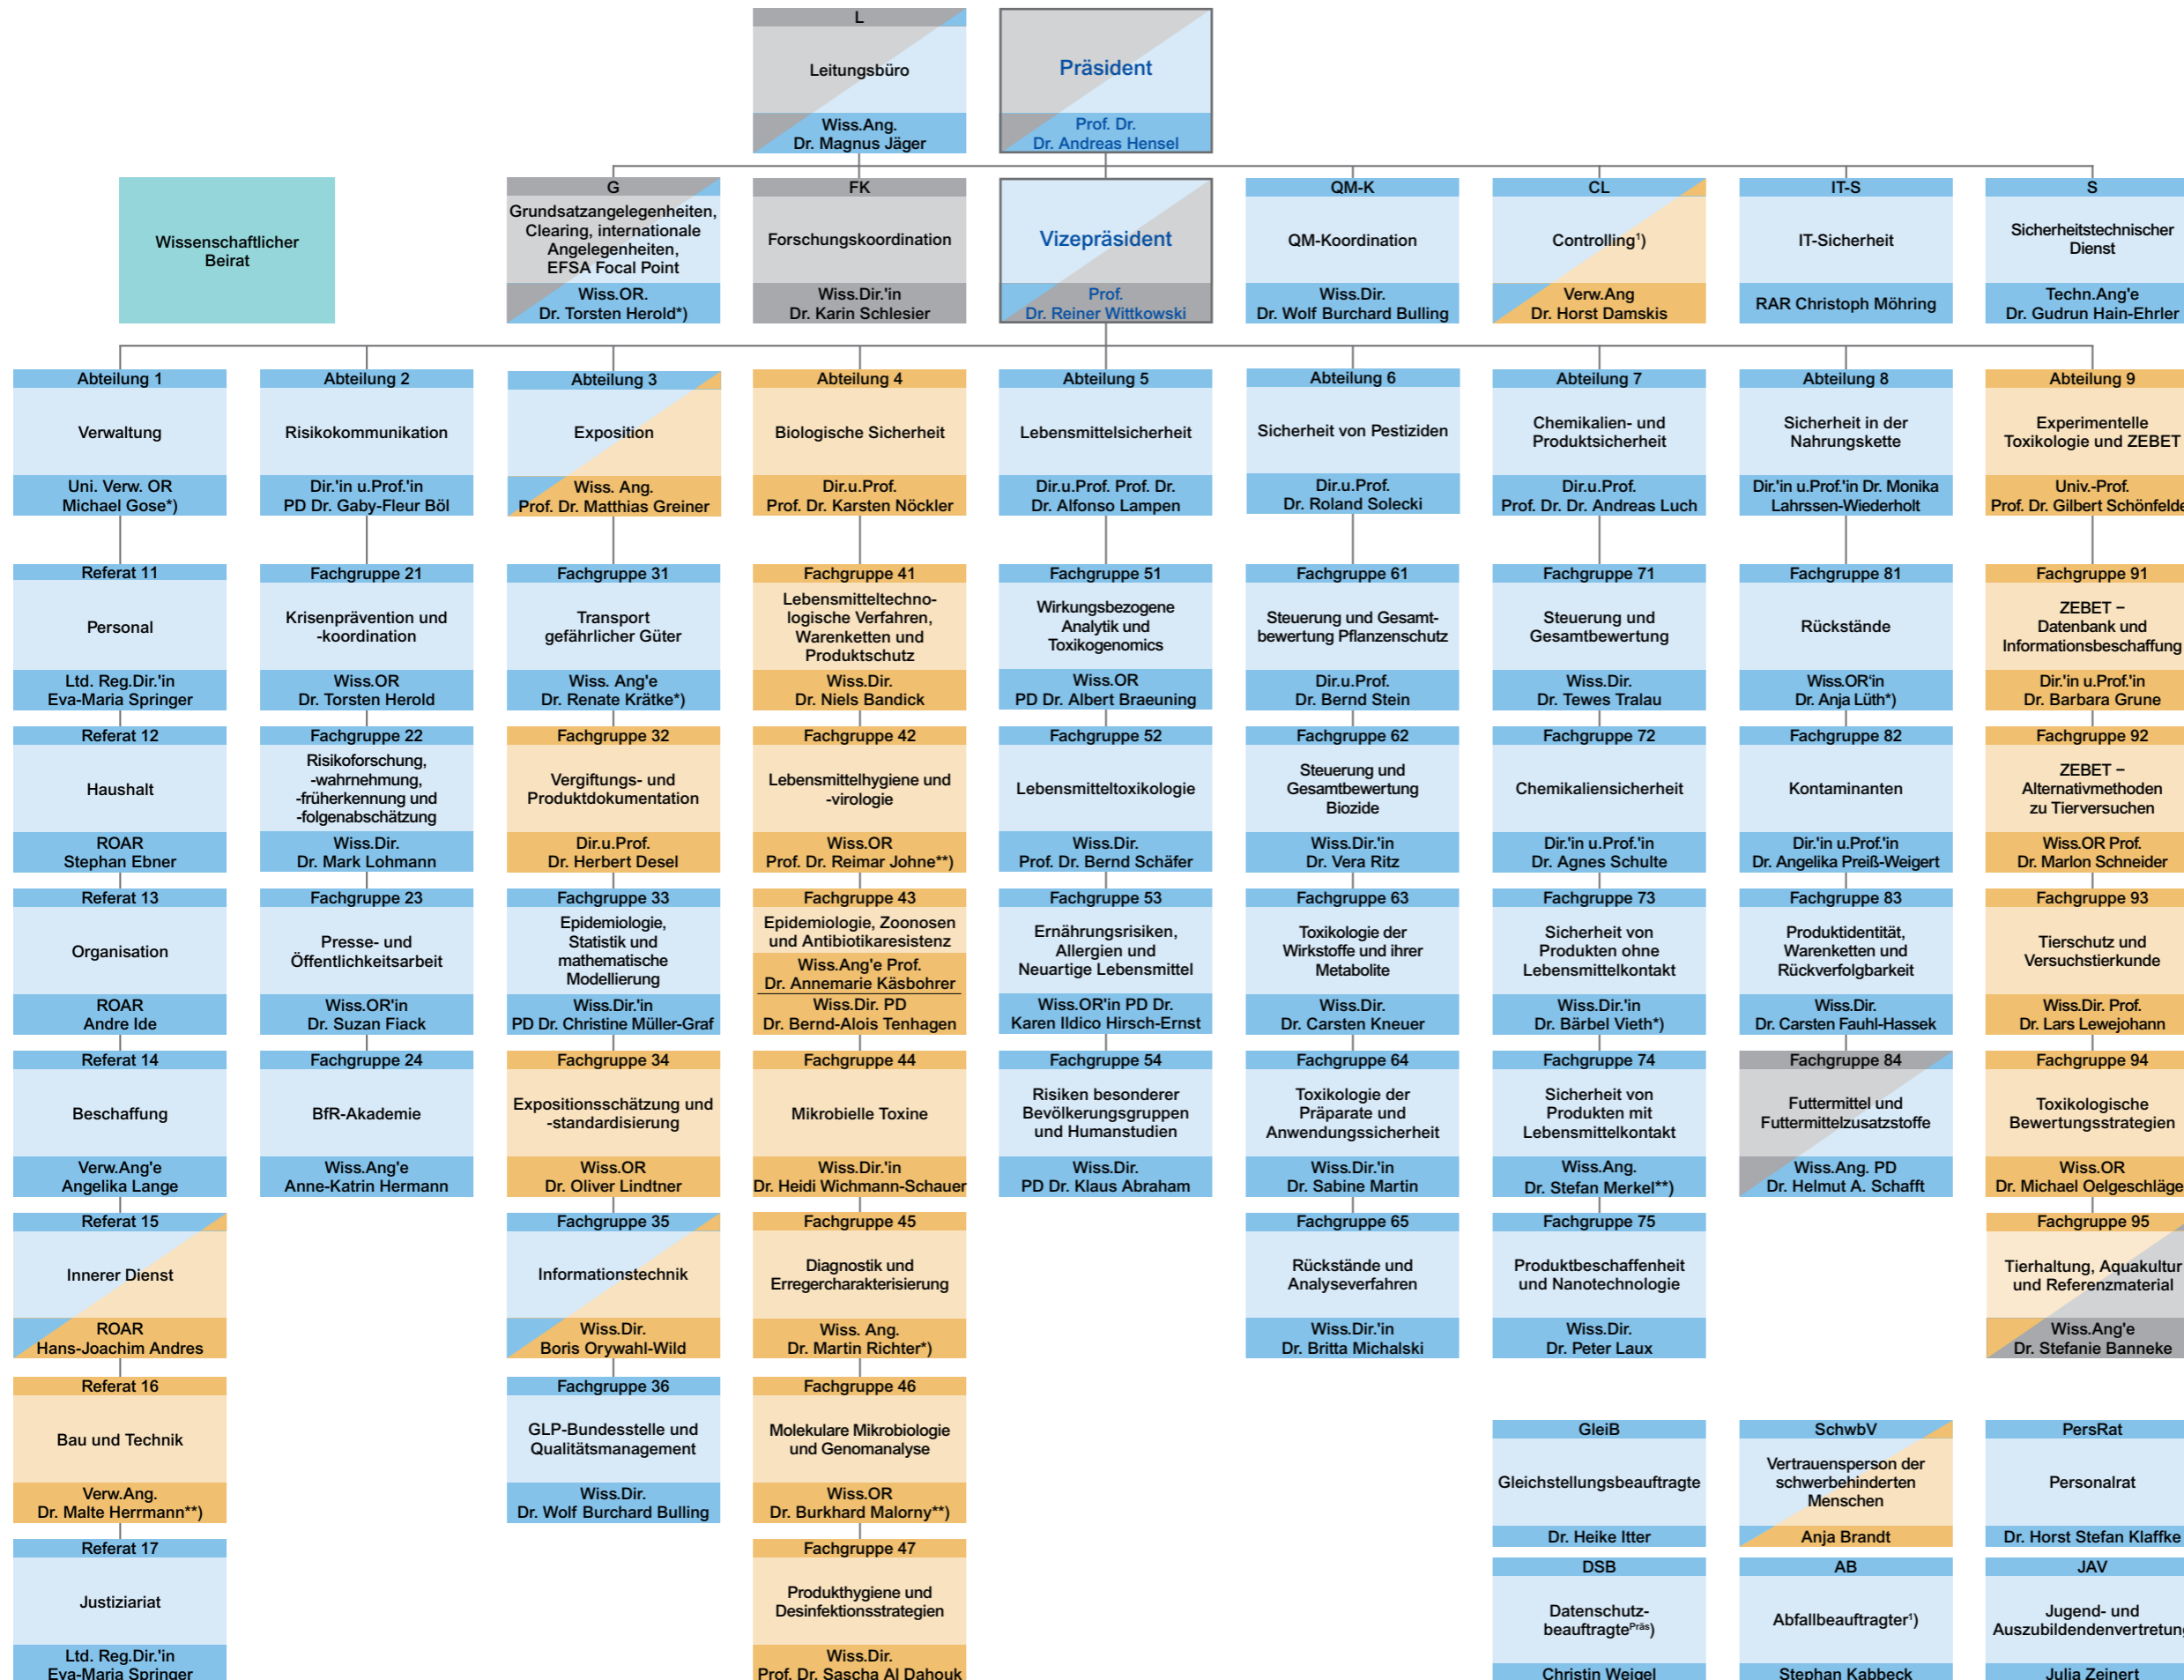 L
Leitungsbüro
Wiss.Ang.
Dr. Magnus Jäger
Präsident
Prof. Dr.
Dr. Andreas Hensel
Wissenschaftlicher
Beirat
G
Grundsatzangelegenheiten,
Clearing, internationale
Angelegenheiten,
EFSA Focal Point
Wiss.OR.
Dr. Torsten Herold*)
FK
Forschungskoordination
Wiss.Dir.'in
Dr. Karin Schlesier
Vizepräsident
Prof.
Dr. Reiner Wittkowski
QM-K
QM-Koordination
Wiss.Dir.
Dr. Wolf Burchard Bulling
CL
Controlling¹)
Verw.Ang
Dr. Horst Damskis
IT-S
IT-Sicherheit
RAR Christoph Möhring
S
Sicherheitstechnischer
Dienst
Techn.Ang'e
Dr. Gudrun Hain-Ehrler
Abteilung 1
Verwaltung
Uni. Verw. OR
Michael Gose*)
Abteilung 2
Risikokommunikation
Dir.'in u.Prof.'in
PD Dr. Gaby-Fleur Böl
Abteilung 3
Exposition
Wiss. Ang.
Prof. Dr. Matthias Greiner
Abteilung 4
Biologische Sicherheit
Dir.u.Prof.
Prof. Dr. Karsten Nöckler
Abteilung 5
Lebensmittelsicherheit
Dir.u.Prof. Prof. Dr.
Dr. Alfonso Lampen
Abteilung 6
Sicherheit von Pestiziden
Dir.u.Prof.
Dr. Roland Solecki
Abteilung 7
Chemikalien- und
Produktsicherheit
Dir.u.Prof.
Prof. Dr. Dr. Andreas Luch
Abteilung 8
Sicherheit in der
Nahrungskette
Dir.'in u.Prof.'in Dr. Monika
Lahrssen-Wiederholt
Abteilung 9
Experimentelle
Toxikologie und ZEBET
Univ.-Prof.
Prof. Dr. Gilbert Schönfelde
Referat 11
Personal
Ltd. Reg.Dir.'in
Eva-Maria Springer
Fachgruppe 21
Krisenprävention und
-koordination
Wiss.OR
Dr. Torsten Herold
Fachgruppe 31
Transport
gefährlicher Güter
Wiss. Ang'e
Dr. Renate Krätke*)
Fachgruppe 41
Lebensmitteltechno-
logische Verfahren,
Warenketten und
Produktschutz
Wiss.Dir.
Dr. Niels Bandick
Fachgruppe 51
Wirkungsbezogene
Analytik und
Toxikogenomics
Wiss.OR
PD Dr. Albert Braeuning
Fachgruppe 61
Steuerung und Gesamt-
bewertung Pflanzenschutz
Dir.u.Prof.
Dr. Bernd Stein
Fachgruppe 71
Steuerung und
Gesamtbewertung
Wiss.Dir.
Dr. Tewes Tralau
Fachgruppe 81
Rückstände
Wiss.OR'in
Dr. Anja Lüth*)
Fachgruppe 91
ZEBET –
Datenbank und
Informationsbeschaffung
Dir.'in u.Prof.'in
Dr. Barbara Grune
Referat 12
Haushalt
ROAR
Stephan Ebner
Fachgruppe 22
Risikoforschung,
-wahrnehmung,
-früherkennung und
-folgenabschätzung
Wiss.Dir.
Dr. Mark Lohmann
Fachgruppe 32
Vergiftungs- und
Produktdokumentation
Dir.u.Prof.
Dr. Herbert Desel
Fachgruppe 42
Lebensmittelhygiene und
-virologie
Wiss.OR
Prof. Dr. Reimar Johne**)
Fachgruppe 52
Lebensmitteltoxikologie
Wiss.Dir.
Prof. Dr. Bernd Schäfer
Fachgruppe 62
Steuerung und
Gesamtbewertung
Biozide
Wiss.Dir.'in
Dr. Vera Ritz
Fachgruppe 72
Chemikaliensicherheit
Dir.'in u.Prof.'in
Dr. Agnes Schulte
Fachgruppe 82
Kontaminanten
Dir.'in u.Prof.'in
Dr. Angelika Preiß-Weigert
Fachgruppe 92
ZEBET –
Alternativmethoden
zu Tierversuchen
Wiss.OR Prof.
Dr. Marlon Schneider
Referat 13
Organisation
ROAR
Andre Ide
Fachgruppe 23
Presse- und
Öffentlichkeitsarbeit
Wiss.OR'in
Dr. Suzan Fiack
Fachgruppe 33
Epidemiologie,
Statistik und
mathematische
Modellierung
Wiss.Dir.'in
PD Dr. Christine Müller-Graf
Fachgruppe 43
Epidemiologie, Zoonosen
und Antibiotikaresistenz
Wiss.Ang'e Prof.
Dr. Annemarie Käsbohrer
Wiss.Dir. PD
Dr. Bernd-Alois Tenhagen
Fachgruppe 53
Ernährungsrisiken,
Allergien und
Neuartige Lebensmittel
Wiss.OR'in PD Dr.
Karen Ildico Hirsch-Ernst
Fachgruppe 63
Toxikologie der
Wirkstoffe und ihrer
Metabolite
Wiss.Dir.
Dr. Carsten Kneuer
Fachgruppe 73
Sicherheit von
Produkten ohne
Lebensmittelkontakt
Wiss.Dir.'in
Dr. Bärbel Vieth*)
Fachgruppe 83
Produktidentität,
Warenketten und
Rückverfolgbarkeit
Wiss.Dir.
Dr. Carsten Fauhl-Hassek
Fachgruppe 93
Tierschutz und
Versuchstierkunde
Wiss.Dir. Prof.
Dr. Lars Lewejohann
Referat 14
Beschaffung
Verw.Ang'e
Angelika Lange
Fachgruppe 24
BfR-Akademie
Wiss.Ang'e
Anne-Katrin Hermann
Fachgruppe 34
Expositionsschätzung und
-standardisierung
Wiss.OR
Dr. Oliver Lindtner
Fachgruppe 44
Mikrobielle Toxine
Wiss.Dir.'in
Dr. Heidi Wichmann-Schauer
Fachgruppe 54
Risiken besonderer
Bevölkerungsgruppen
und Humanstudien
Wiss.Dir.
PD Dr. Klaus Abraham
Fachgruppe 64
Toxikologie der
Präparate und
Anwendungssicherheit
Wiss.Dir.'in
Dr. Sabine Martin
Fachgruppe 74
Sicherheit von
Produkten mit
Lebensmittelkontakt
Wiss.Ang.
Dr. Stefan Merkel**)
Fachgruppe 84
Futtermittel und
Futtermittelzusatzstoffe
Wiss.Ang. PD
Dr. Helmut A. Schafft
Fachgruppe 94
Toxikologische
Bewertungsstrategien
Wiss.OR
Dr. Michael Oelgeschläge
Referat 15
Innerer Dienst
ROAR
Hans-Joachim Andres
Fachgruppe 35
Informationstechnik
Wiss.Dir.
Boris Orywahl-Wild
Fachgruppe 45
Diagnostik und
Erregercharakterisierung
Wiss. Ang.
Dr. Martin Richter*)
Fachgruppe 65
Rückstände und
Analyseverfahren
Wiss.Dir.'in
Dr. Britta Michalski
Fachgruppe 75
Produktbeschaffenheit
und Nanotechnologie
Wiss.Dir.
Dr. Peter Laux
Fachgruppe 95
Tierhaltung, Aquakultur
und Referenzmaterial
Wiss.Ang'e
Dr. Stefanie Banneke
Referat 16
Bau und Technik
Verw.Ang.
Dr. Malte Herrmann**)
Fachgruppe 36
GLP-Bundesstelle und
Qualitätsmanagement
Wiss.Dir.
Dr. Wolf Burchard Bulling
Fachgruppe 46
Molekulare Mikrobiologie
und Genomanalyse
Wiss.OR
Dr. Burkhard Malorny**)
GleiB
Gleichstellungsbeauftragte
Dr. Heike Itter
SchwbV
Vertrauensperson der
schwerbehinderten
Menschen
Anja Brandt
PersRat
Personalrat
Dr. Horst Stefan Klaffke
Referat 17
Justiziariat
Ltd. Reg.Dir.'in
Eva-Maria Springer
Fachgruppe 47
Produkthygiene und
Desinfektionsstrategien
Wiss.Dir.
Prof. Dr. Sascha Al Dahouk
DSB
Datenschutz-
beauftragtePräs)
Christin Weigel
AB
Abfallbeauftragter¹)
Stephan Kabbeck
JAV
Jugend- und
Auszubildendenvertretung
Julia Zeinert